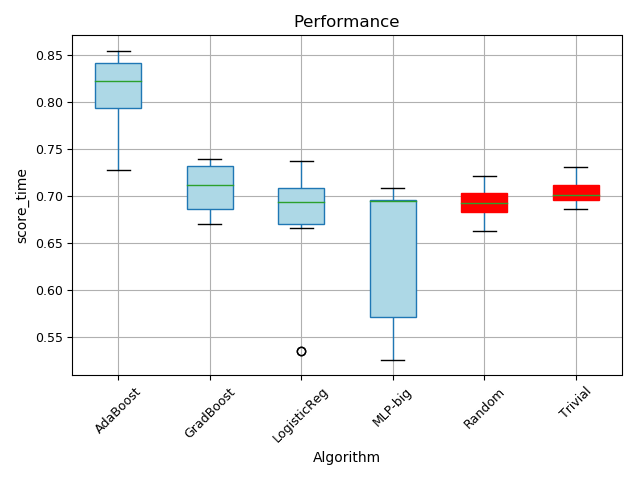 Performance
0.85
0.80
0.75
0.70
0.65
0.60
0.55
score_time
AdaBoost
GradBoost
LogisticReg
MLP-big
Random
Trivial
Algorithm